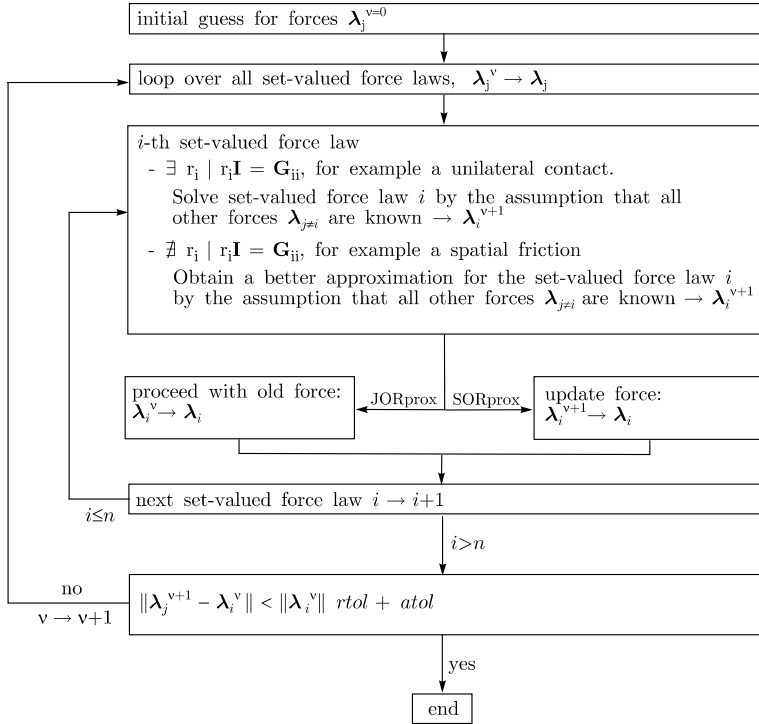 initial guess for forces λ_j^{ν=0}
loop over all set-valued force laws, λ_j^ν → λ_j
i-th set-valued force law
- ∃ r_i | r_i I = G_ii, for example a unilateral contact.
Solve set-valued force law i by the assumption that all
other forces λ_{j≠i} are known → λ_i^{ν+1}
- ∄ r_i | r_i I = G_ii, for example a spatial friction
Obtain a better approximation for the set-valued force law i
by the assumption that all other forces λ_{j≠i} are known → λ_i^{ν+1}
proceed with old force:
λ_i^ν → λ_i
JORprox
SORprox
update force:
λ_i^{ν+1} → λ_i
next set-valued force law i → i+1
i≤n
i>n
no
ν → ν+1
‖λ_j^{ν+1} − λ_i^ν‖ < ‖λ_i^ν‖ rtol + atol
yes
end